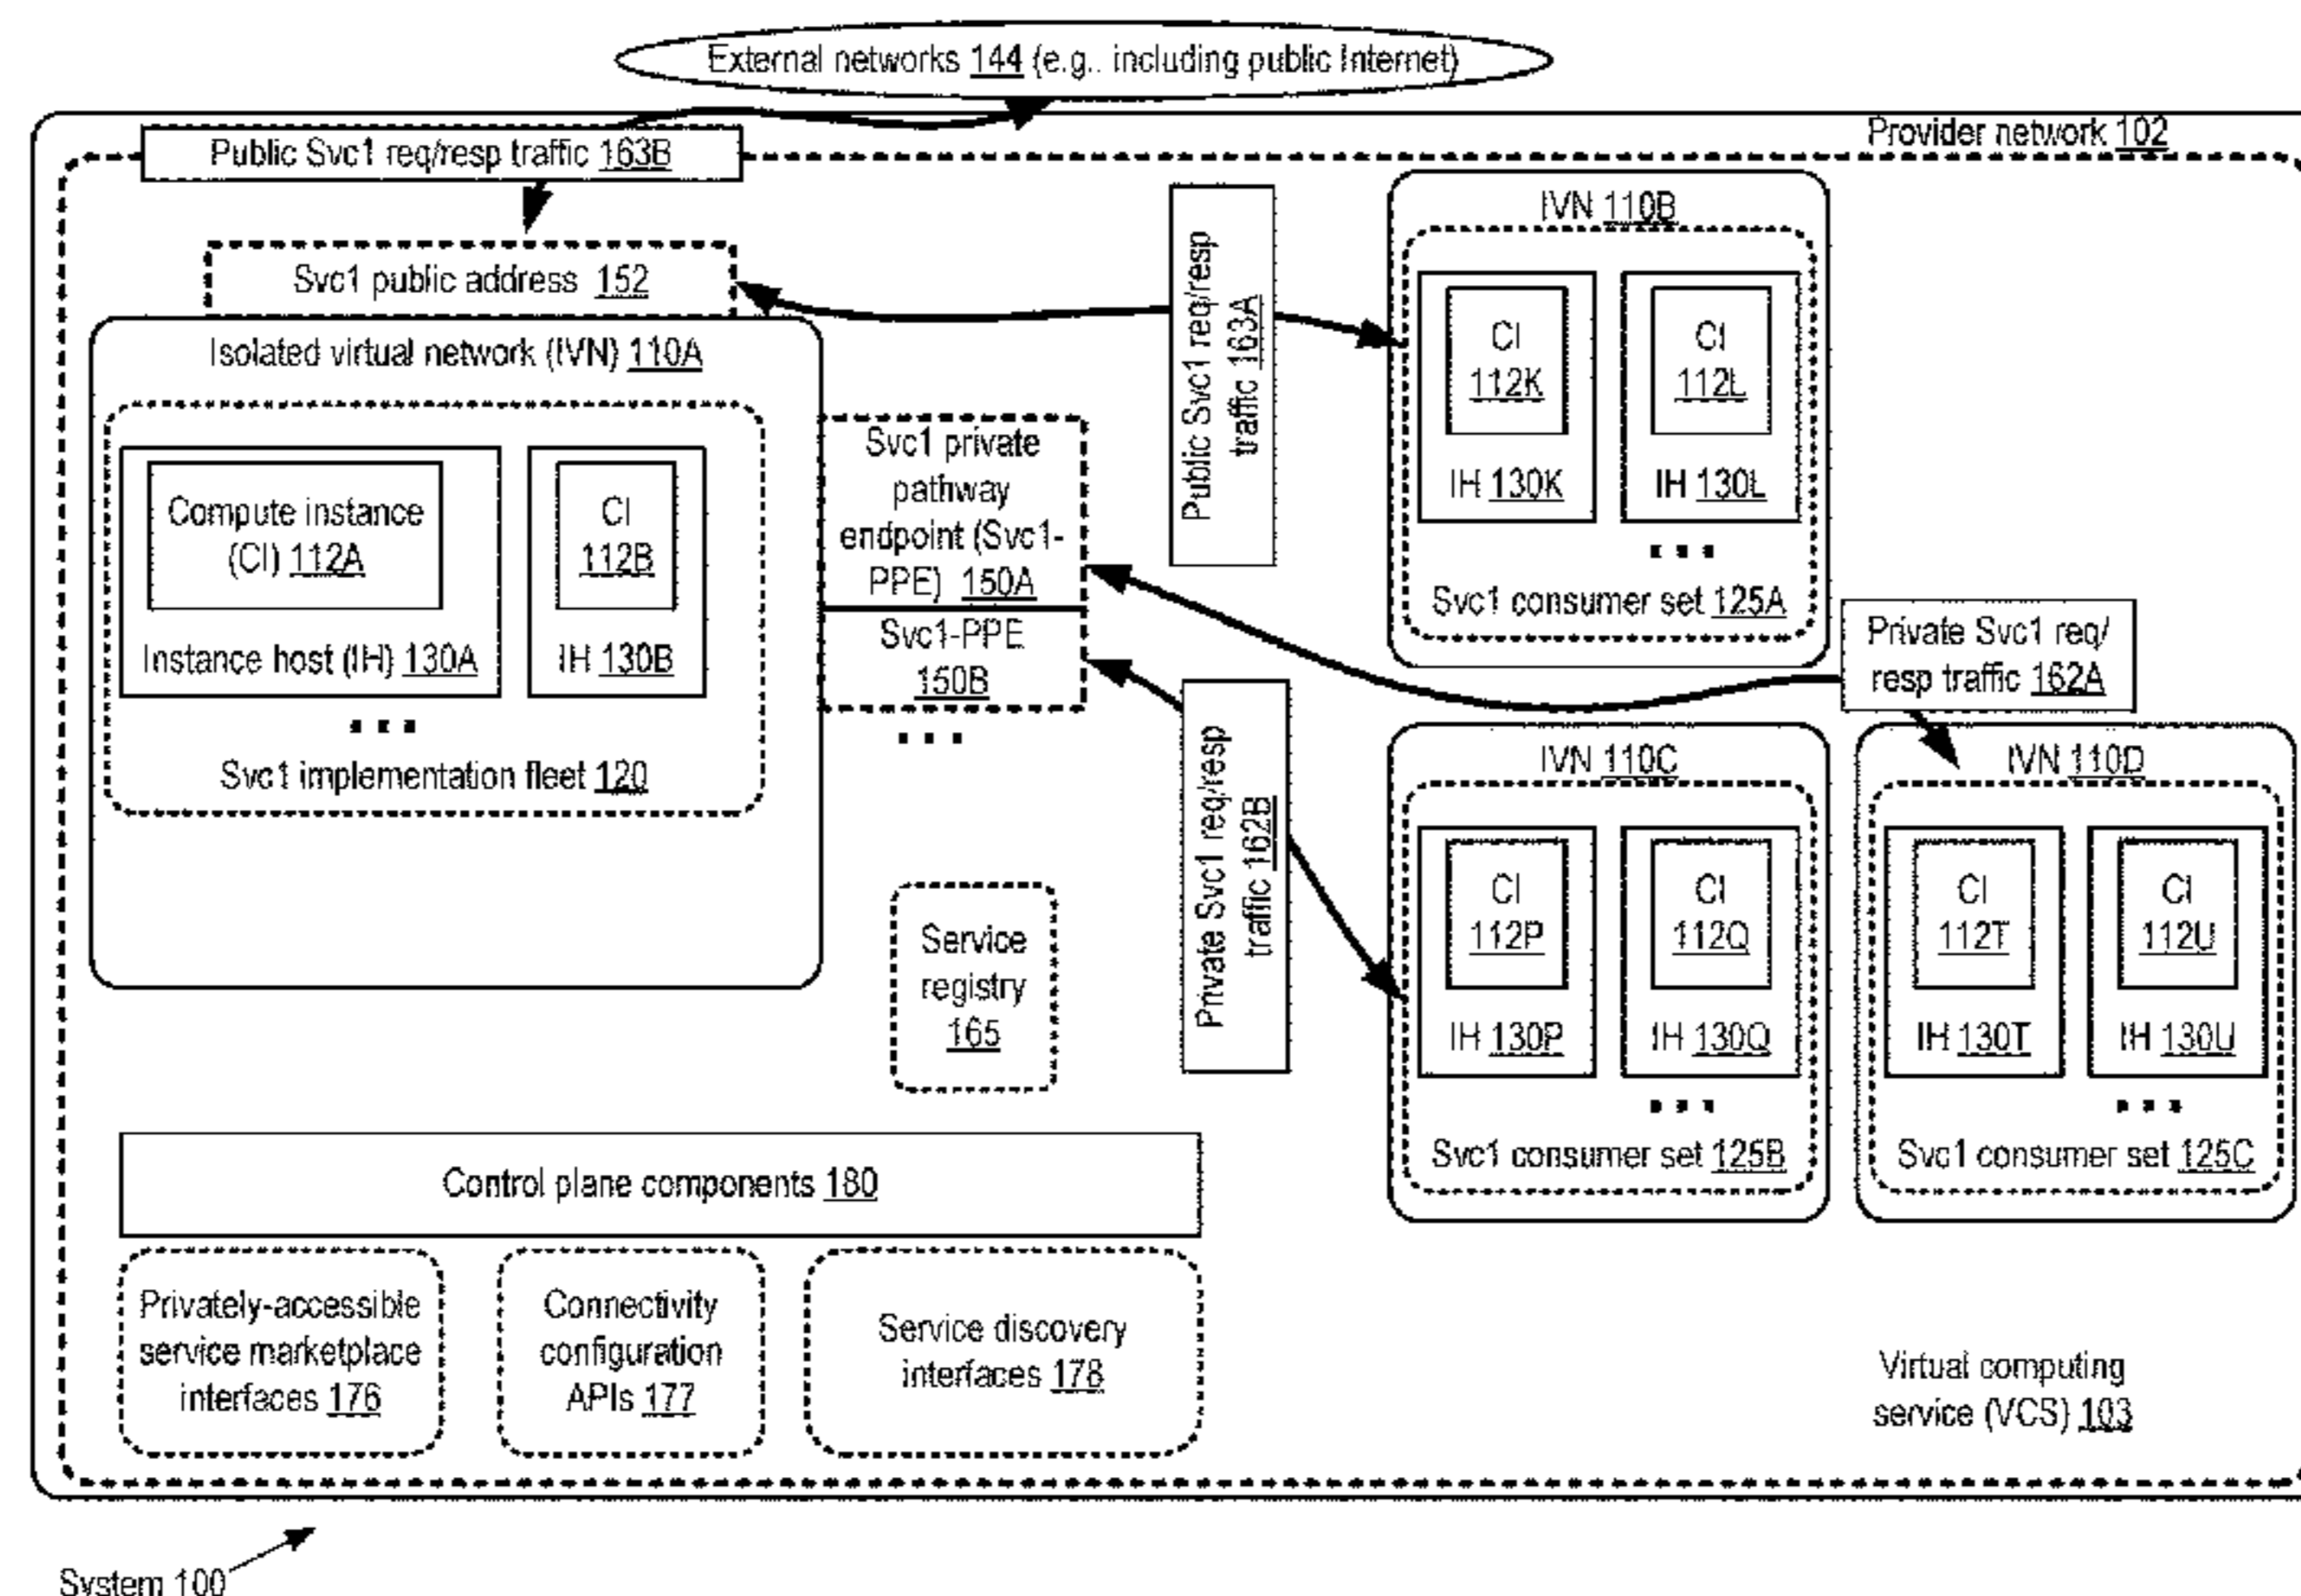 External networks 144 (e.g., including public Internet)
Provider network 102
Public Svc1 req/resp traffic 163B
Svc1 public address 152
Isolated virtual network (IVN) 110A
Compute instance
(CI) 112A
Instance host (IH) 130A
CI
112B
IH 130B
Svc1 implementation fleet 120
Svc1 private
pathway
endpoint (Svc1-
PPE) 150A
Svc1-PPE
150B
Public Svc1 req/resp
traffic 163A
IVN 110B
CI
112K
IH 130K
CI
112L
IH 130L
Svc1 consumer set 125A
Private Svc1 req/
resp traffic 162A
Private Svc1 req/resp
traffic 162B
IVN 110C
CI
112P
IH 130P
CI
112Q
IH 130Q
Svc1 consumer set 125B
IVN 110D
CI
112T
IH 130T
CI
112U
IH 130U
Svc1 consumer set 125C
Service
registry
165
Control plane components 180
Privately-accessible
service marketplace
interfaces 176
Connectivity
configuration
APIs 177
Service discovery
interfaces 178
Virtual computing
service (VCS) 103
System 100